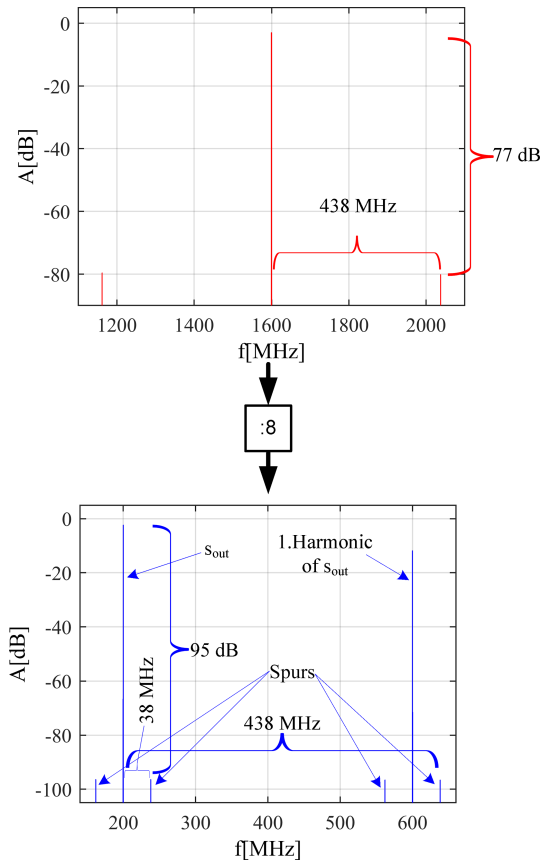 0
-20
-40
-60
-80
A[dB]
438 MHz
77 dB
1200
1400
1600
1800
2000
f[MHz]
:8
0
-20
-40
-60
-80
-100
A[dB]
sout
1.Harmonic
of sout
95 dB
38 MHz
Spurs
438 MHz
200
300
400
500
600
f[MHz]